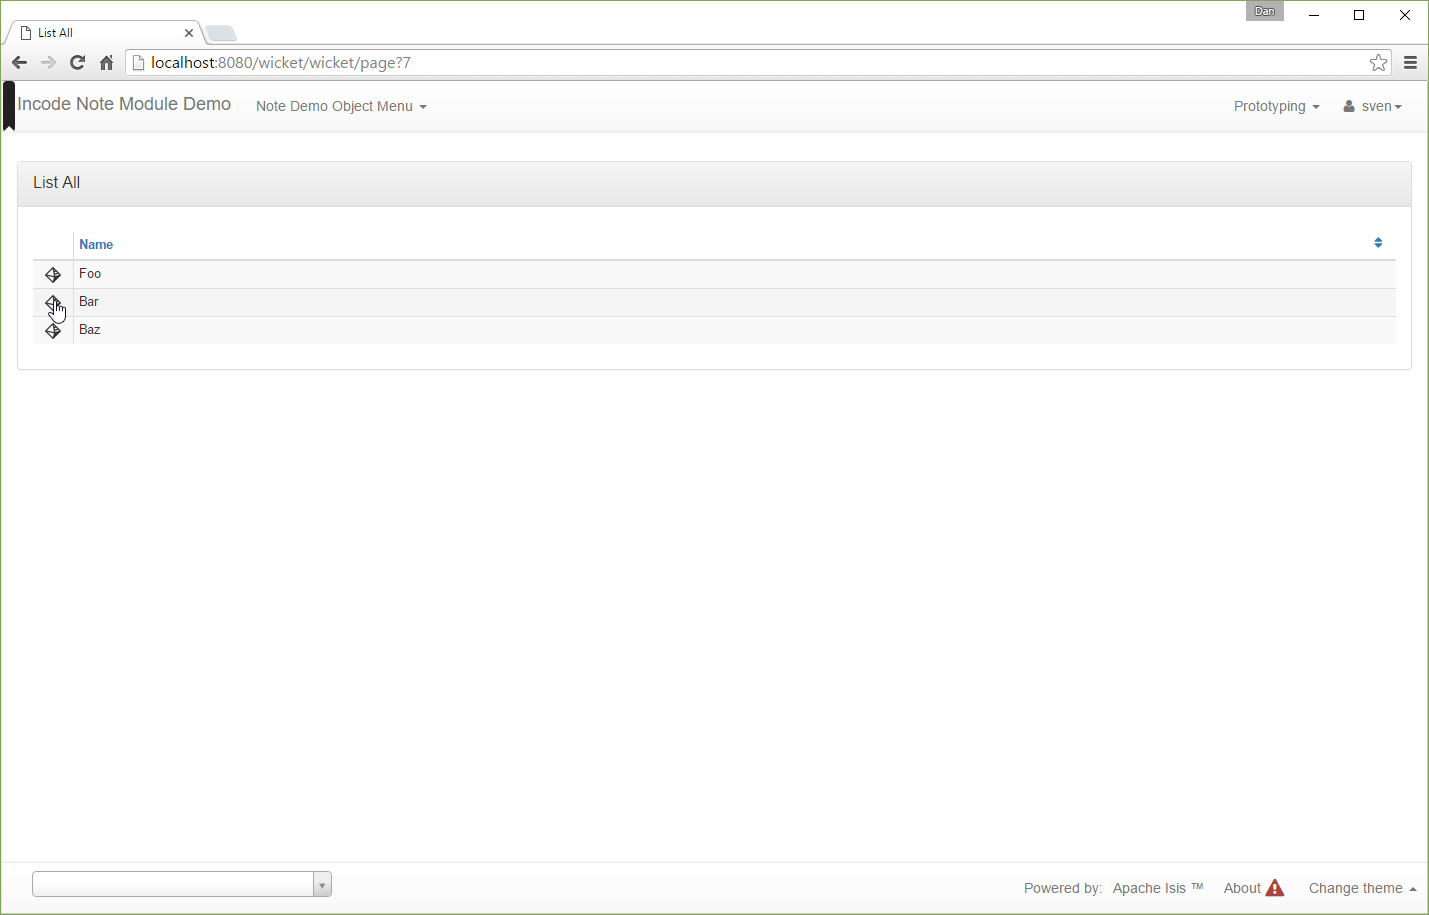 Dan
List All
localhost:8080/wicket/wicket/page?7
Incode Note Module Demo Note Demo Object Menu Prototyping sven
List All
Name
Foo
Bar
Baz
Powered by: Apache Isis ™ About Change theme